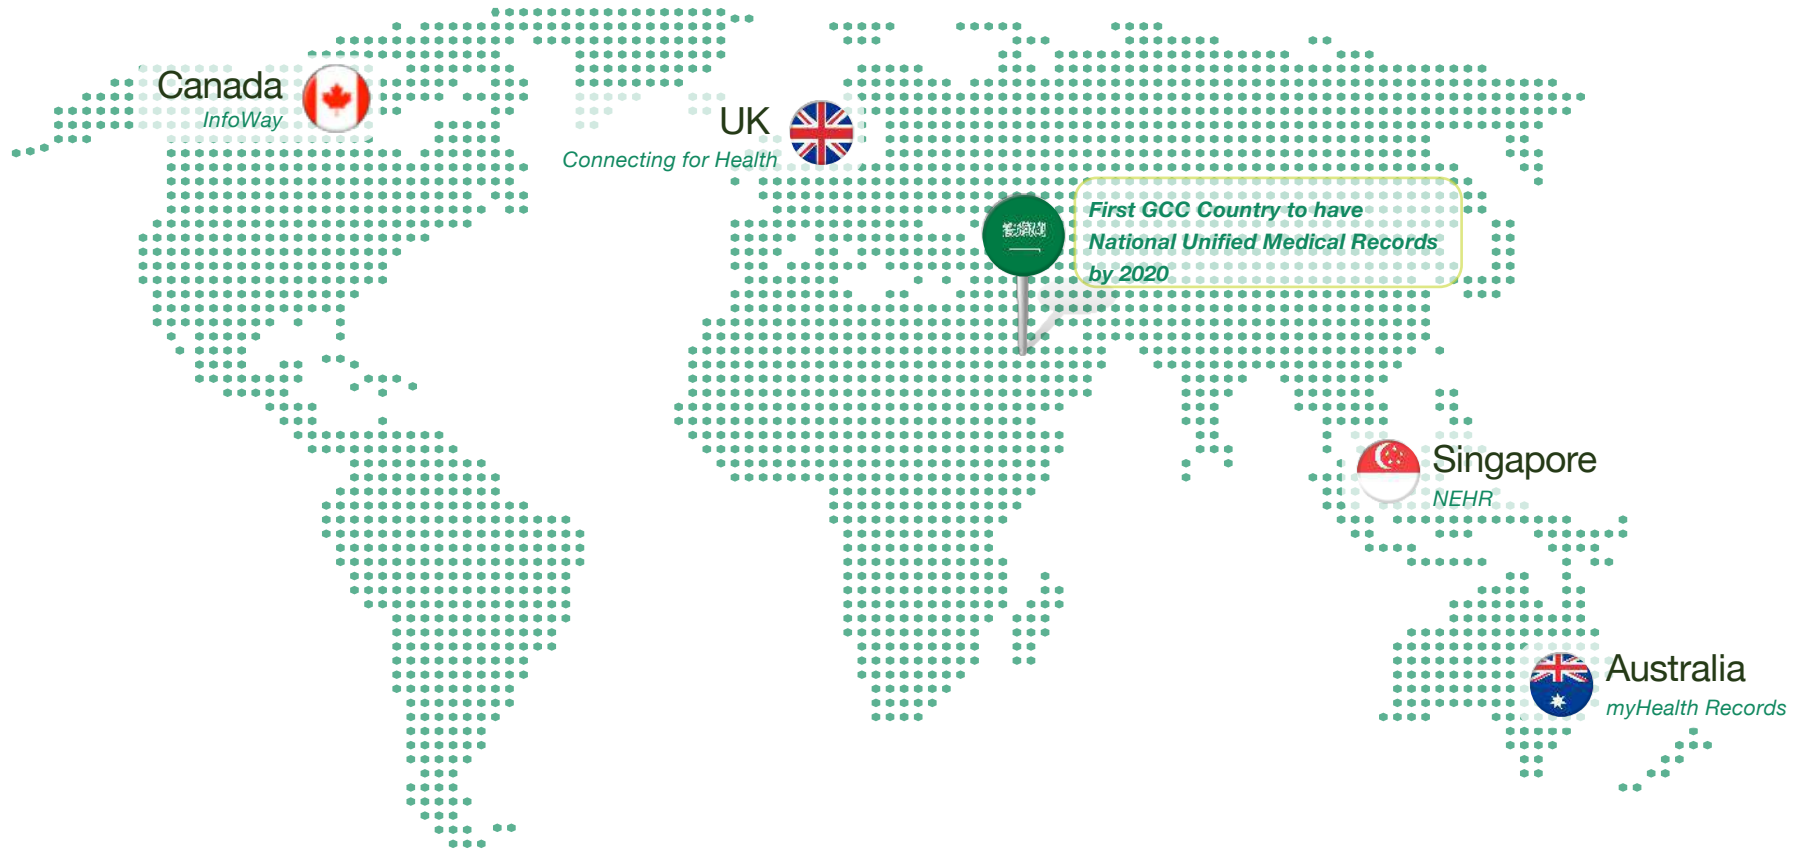 Canada
InfoWay
UK
Connecting for Health
First GCC Country to have
National Unified Medical Records
by 2020
Singapore
NEHR
Australia
myHealth Records